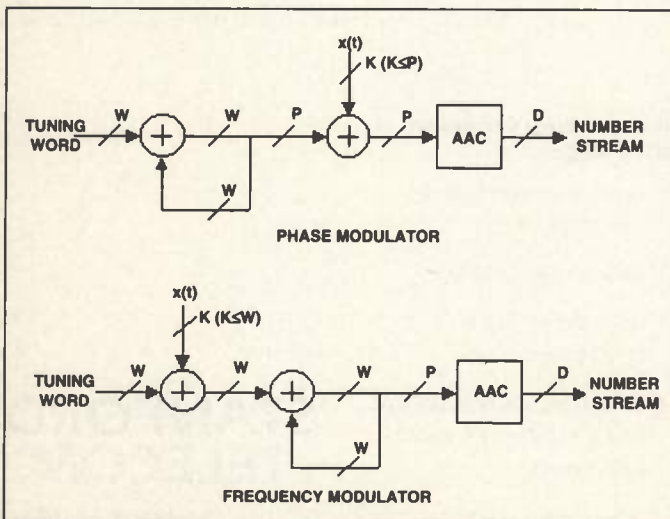 x(t)
K (K≤P)
TUNING WORD
W
W
P
P
AAC
D
NUMBER STREAM
W
PHASE MODULATOR
x(t)
K (K≤W)
TUNING WORD
W
W
W
P
AAC
D
NUMBER STREAM
W
FREQUENCY MODULATOR